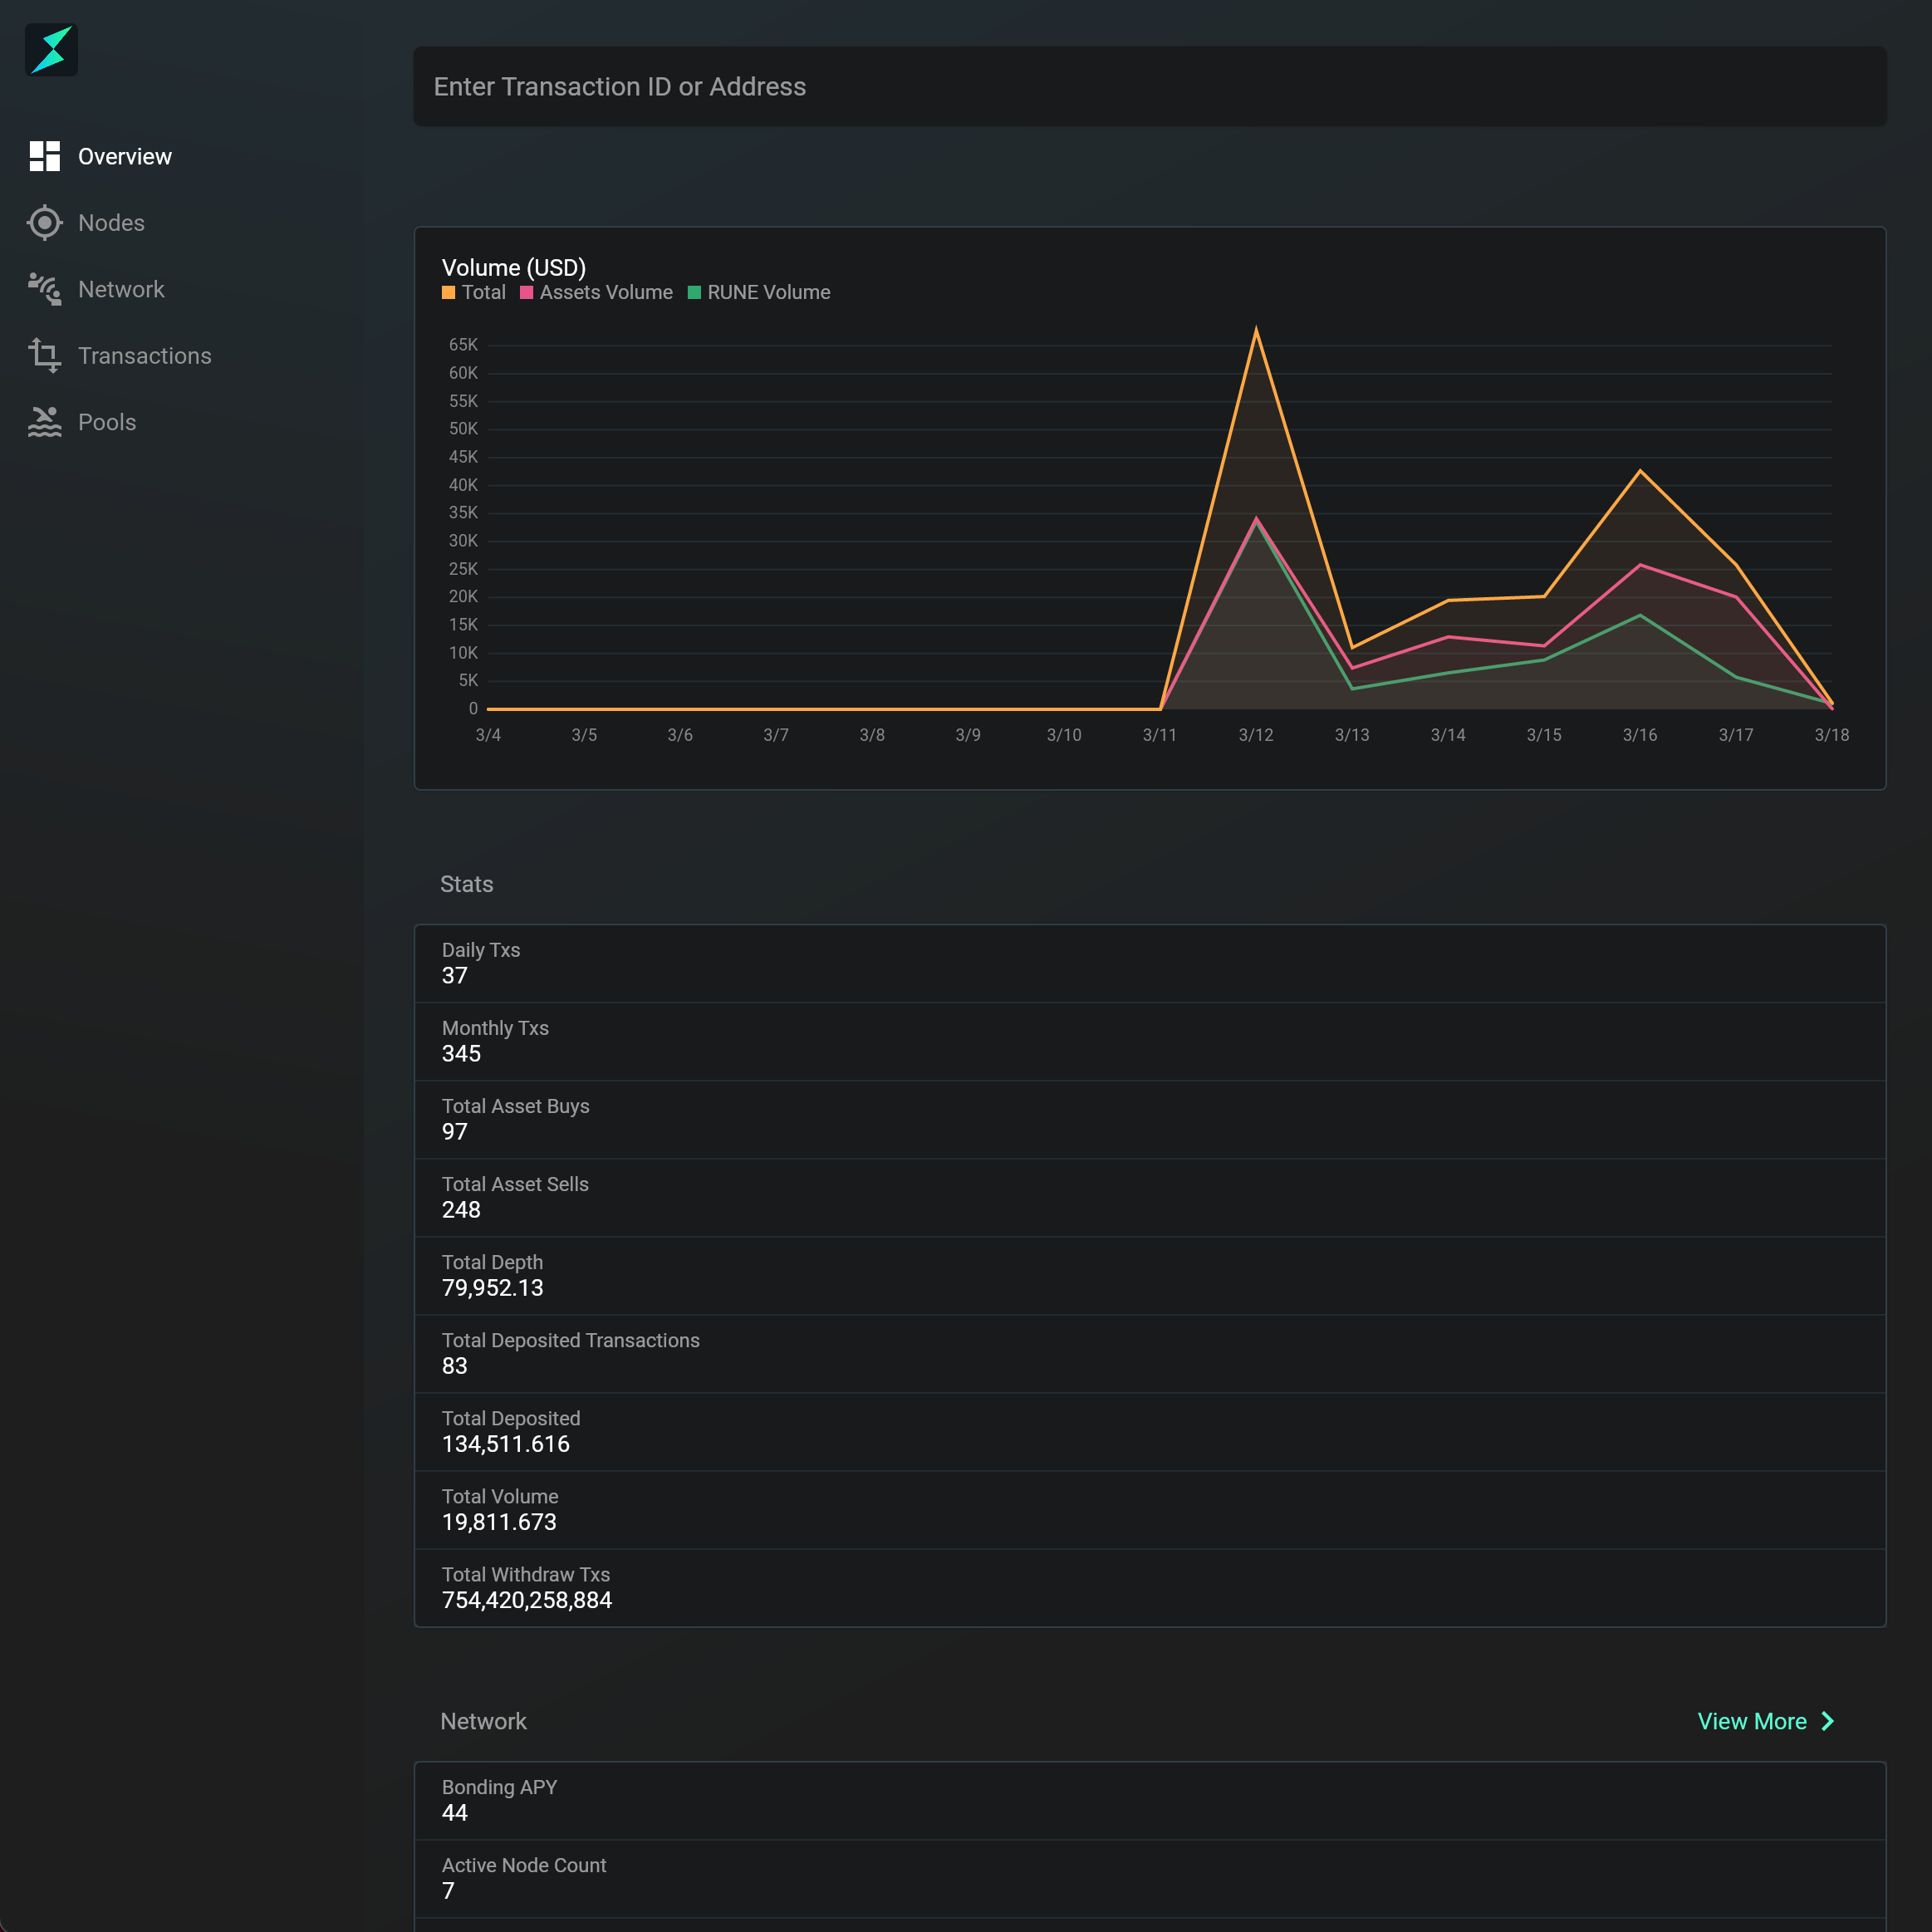 Enter Transaction ID or Address
Overview
Nodes
Network
Transactions
Pools
Volume (USD)
Total Assets Volume RUNE Volume
65K
60K
55K
50K
45K
40K
35K
30K
25K
20K
15K
10K
5K
0
3/4 3/5 3/6 3/7 3/8 3/9 3/10 3/11 3/12 3/13 3/14 3/15 3/16 3/17 3/18
Stats
Daily Txs
37
Monthly Txs
345
Total Asset Buys
97
Total Asset Sells
248
Total Depth
79,952.13
Total Deposited Transactions
83
Total Deposited
134,511.616
Total Volume
19,811.673
Total Withdraw Txs
754,420,258,884
Network View More
Bonding APY
44
Active Node Count
7